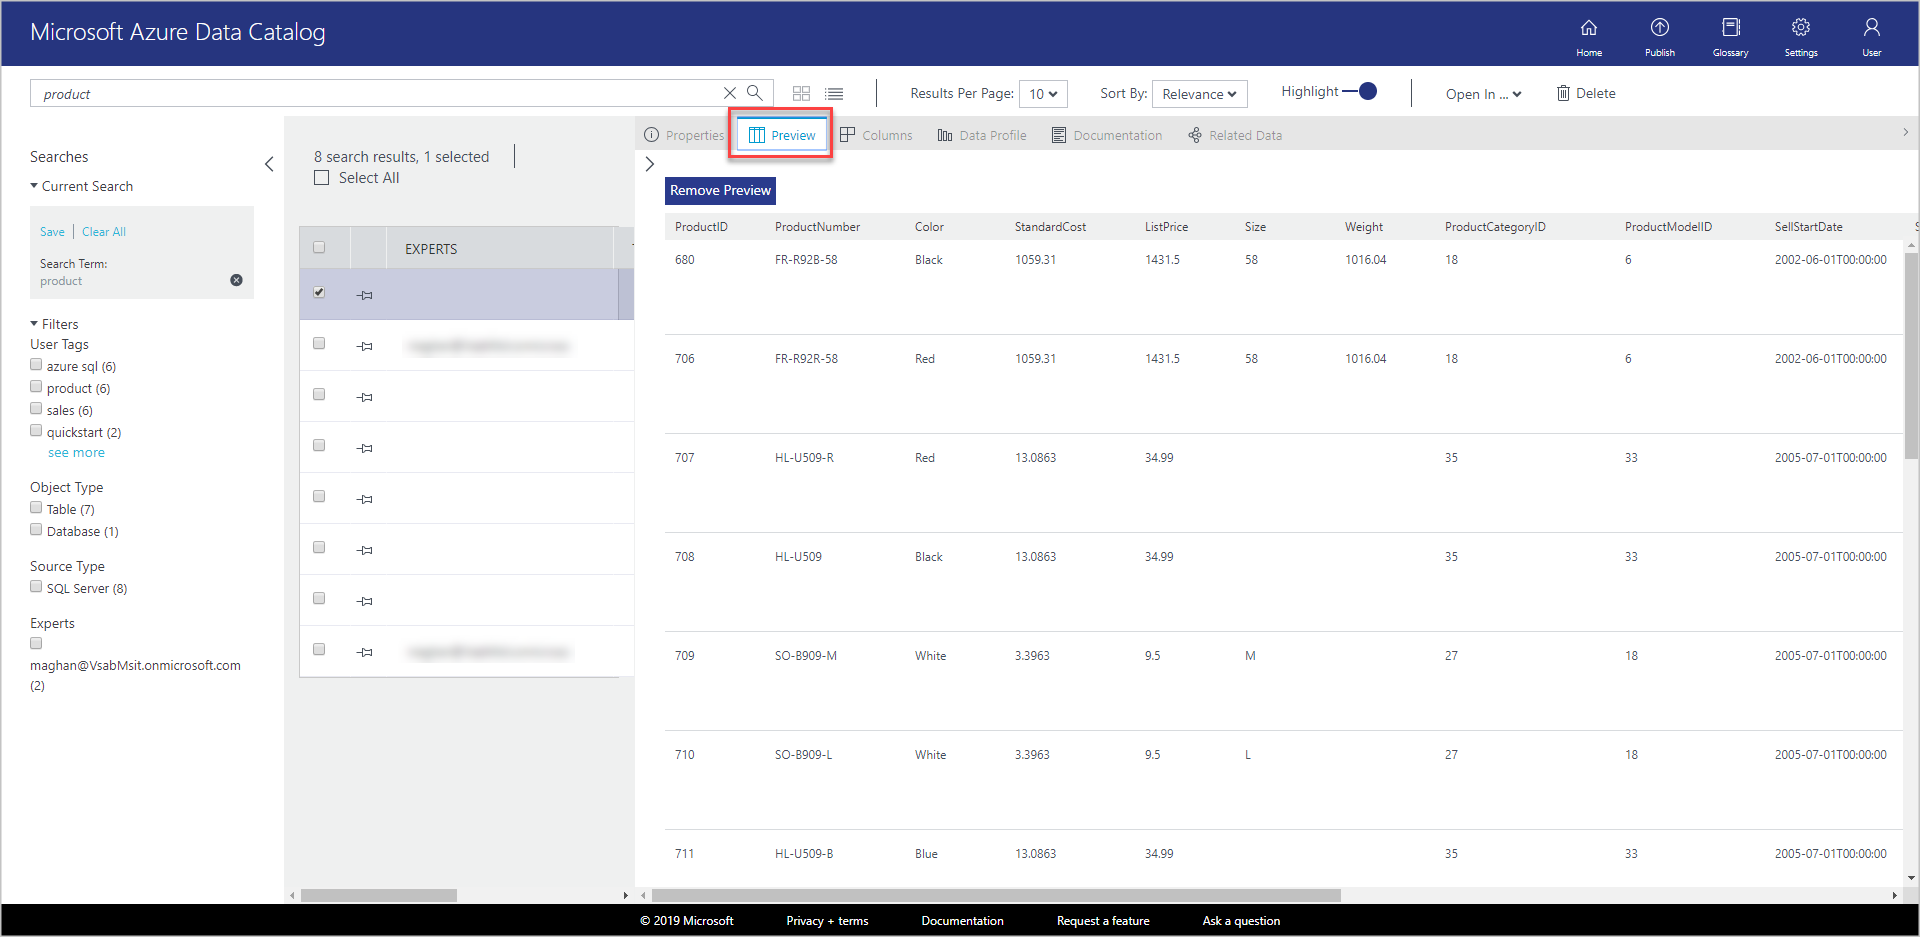 Microsoft Azure Data Catalog
Home
Publish
Glossary
Settings
User
product
Results Per Page: 10
Sort By: Relevance
Highlight
Open In ...
Delete
Searches
Current Search
Save | Clear All
Search Term:
product
Filters
User Tags
azure sql (6)
product (6)
sales (6)
quickstart (2)
see more
Object Type
Table (7)
Database (1)
Source Type
SQL Server (8)
Experts
maghan@VsabMsit.onmicrosoft.com
(2)
8 search results, 1 selected
Select All
EXPERTS
Properties
Preview
Columns
Data Profile
Documentation
Related Data
Remove Preview
ProductID ProductNumber Color StandardCost ListPrice Size Weight ProductCategoryID ProductModelID SellStartDate
680 FR-R92B-58 Black 1059.31 1431.5 58 1016.04 18 6 2002-06-01T00:00:00
706 FR-R92R-58 Red 1059.31 1431.5 58 1016.04 18 6 2002-06-01T00:00:00
707 HL-U509-R Red 13.0863 34.99 35 33 2005-07-01T00:00:00
708 HL-U509 Black 13.0863 34.99 35 33 2005-07-01T00:00:00
709 SO-B909-M White 3.3963 9.5 M 27 18 2005-07-01T00:00:00
710 SO-B909-L White 3.3963 9.5 L 27 18 2005-07-01T00:00:00
711 HL-U509-B Blue 13.0863 34.99 35 33 2005-07-01T00:00:00
© 2019 Microsoft
Privacy + terms
Documentation
Request a feature
Ask a question